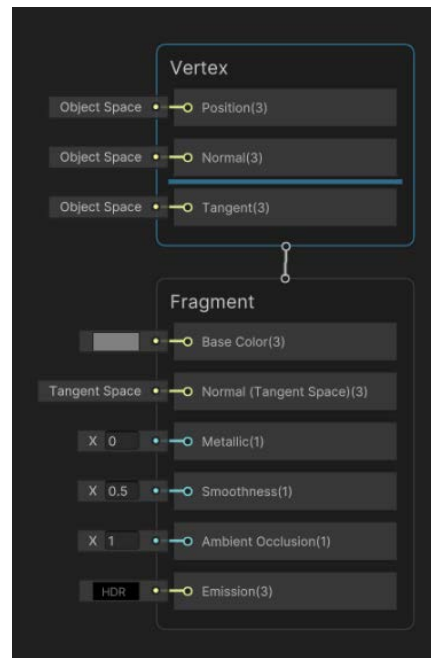 Vertex
Object Space Position(3)
Object Space Normal(3)
Object Space Tangent(3)
Fragment
Base Color(3)
Tangent Space Normal (Tangent Space)(3)
X 0 Metallic(1)
X 0.5 Smoothness(1)
X 1 Ambient Occlusion(1)
HDR Emission(3)